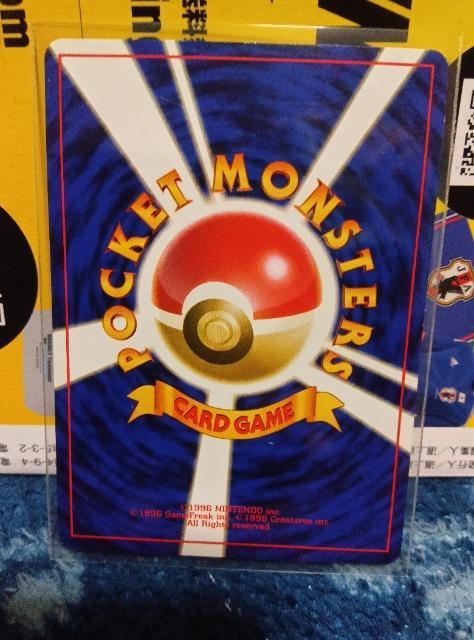 POCKET MONSTERS
CARD GAME
©1996 NINTENDO inc.
©1996 GameFreak inc. ©1996 Creatures inc.
All Rights reserved